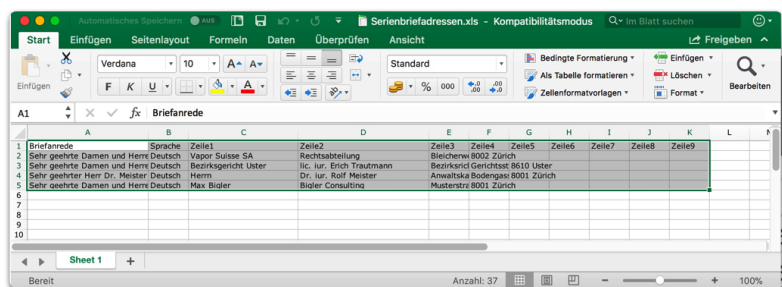 Automatisches Speichern AUS Serienbriefadressen.xls - Kompatibilitätsmodus Im Blatt suchen
Start Einfügen Seitenlayout Formeln Daten Überprüfen Ansicht Freigeben
Einfügen Verdana 10 A A Standard Bedingte Formatierung Einfügen
Als Tabelle formatieren Löschen
F K U A % 000 Zellenformatvorlagen Format Bearbeiten
A1 fx Briefanrede
A B C D E F G H I J K L
1 Briefanrede Sprache Zeile1 Zeile2 Zeile3 Zeile4 Zeile5 Zeile6 Zeile7 Zeile8 Zeile9
2 Sehr geehrte Damen und Herre Deutsch Vapor Suisse SA Rechtsabteilung Bleicherwe 8002 Zürich
3 Sehr geehrte Damen und Herre Deutsch Bezirksgericht Uster lic. iur. Erich Trautmann Bezirksricl Gerichtsst 8610 Uster
4 Sehr geehrter Herr Dr. Meister Deutsch Herrn Dr. iur. Rolf Meister Anwaltska Bodengas 8001 Zürich
5 Sehr geehrte Damen und Herre Deutsch Max Bigler Bigler Consulting Musterstra 8001 Zürich
6
7
8
9
10
Sheet 1 +
Bereit Anzahl: 37 - + 100%